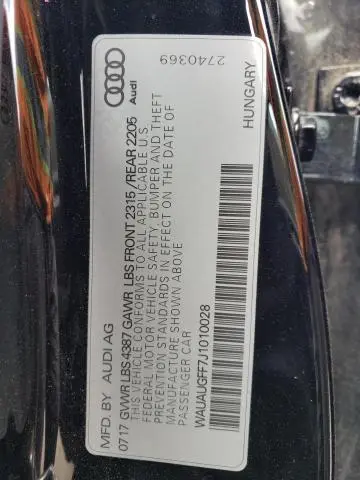 MFD. BY AUDI AG
0717 GVWR LBS 4387 GAWR LBS FRONT 2315/REAR 2205
THIS VEHICLE CONFORMS TO ALL APPLICABLE U.S.
FEDERAL MOTOR VEHICLE SAFETY, BUMPER AND THEFT
PREVENTION STANDARDS IN EFFECT ON THE DATE OF
MANUFACTURE SHOWN ABOVE
PASSENGER CAR
WAUAUGFF7J1010028
HUNGARY
Audi
2740369